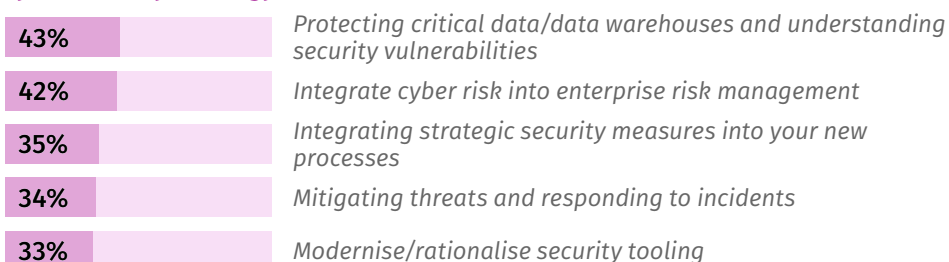 43%
Protecting critical data/data warehouses and understanding
security vulnerabilities
42%
Integrate cyber risk into enterprise risk management
35%
Integrating strategic security measures into your new
processes
34%
Mitigating threats and responding to incidents
33%
Modernise/rationalise security tooling